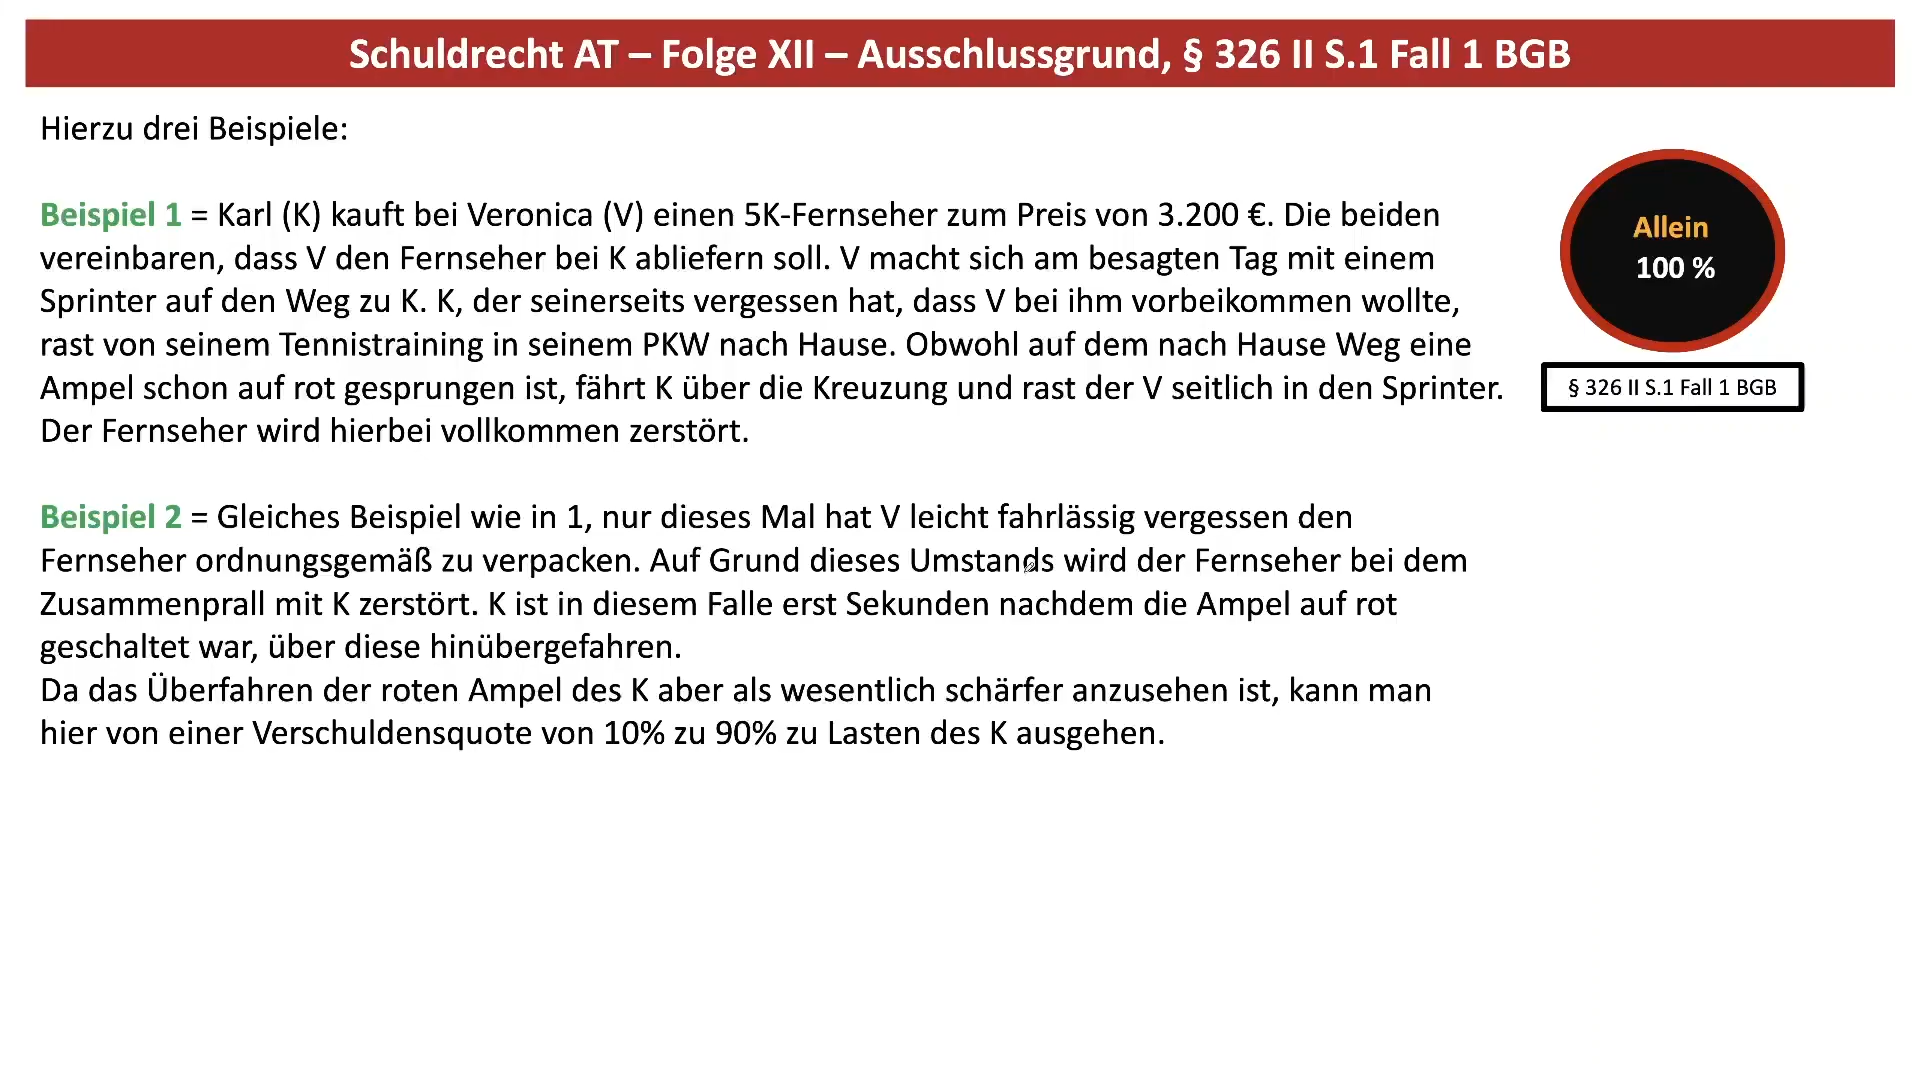 Schuldrecht AT – Folge XII – Ausschlussgrund, § 326 II S.1 Fall 1 BGB
Hierzu drei Beispiele:
Beispiel 1 = Karl (K) kauft bei Veronica (V) einen 5K-Fernseher zum Preis von 3.200 €. Die beiden
vereinbaren, dass V den Fernseher bei K abliefern soll. V macht sich am besagten Tag mit einem
Sprinter auf den Weg zu K. K, der seinerseits vergessen hat, dass V bei ihm vorbeikommen wollte,
rast von seinem Tennistraining in seinem PKW nach Hause. Obwohl auf dem nach Hause Weg eine
Ampel schon auf rot gesprungen ist, fährt K über die Kreuzung und rast der V seitlich in den Sprinter.
Der Fernseher wird hierbei vollkommen zerstört.
Allein
100 %
§ 326 II S.1 Fall 1 BGB
Beispiel 2 = Gleiches Beispiel wie in 1, nur dieses Mal hat V leicht fahrlässig vergessen den
Fernseher ordnungsgemäß zu verpacken. Auf Grund dieses Umstands wird der Fernseher bei dem
Zusammenprall mit K zerstört. K ist in diesem Falle erst Sekunden nachdem die Ampel auf rot
geschaltet war, über diese hinübergefahren.
Da das Überfahren der roten Ampel des K aber als wesentlich schärfer anzusehen ist, kann man
hier von einer Verschuldensquote von 10% zu 90% zu Lasten des K ausgehen.